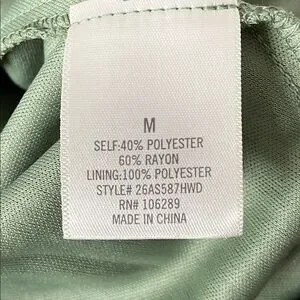 M
SELF:40% POLYESTER
60% RAYON
LINING:100% POLYESTER
STYLE# 26AS587HWD
RN# 106289
MADE IN CHINA